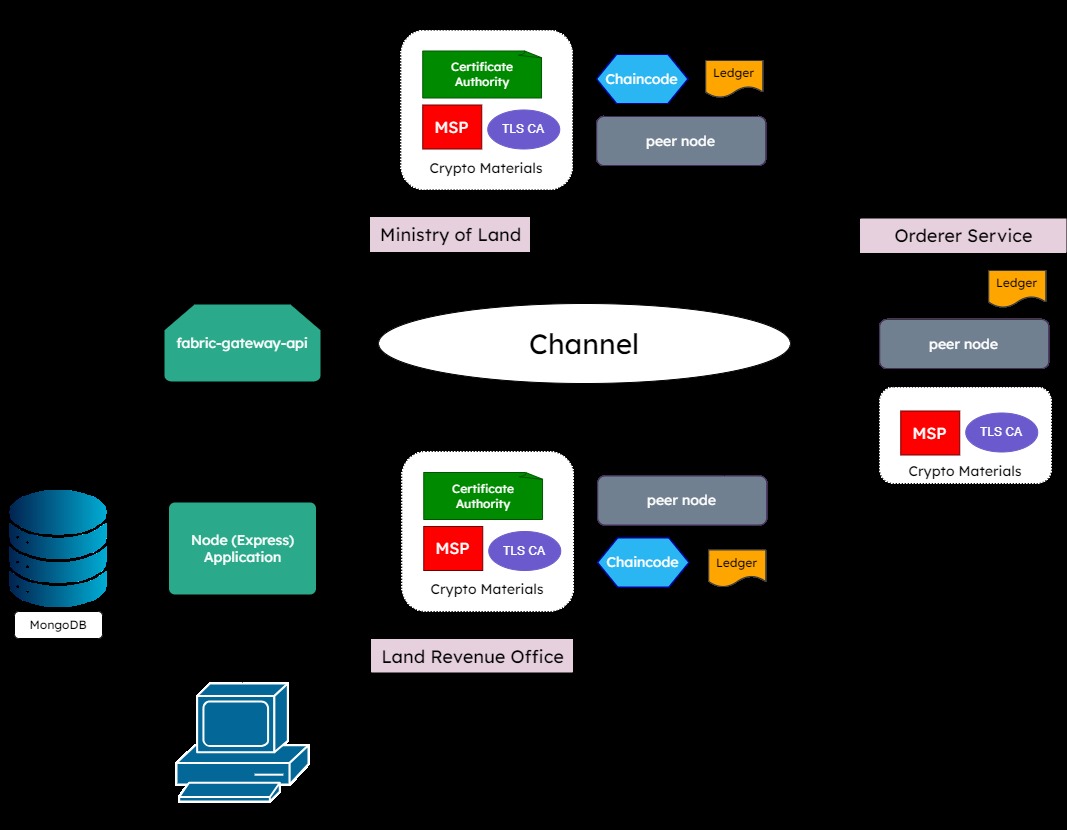 Certificate
Authority
MSP
TLS CA
Crypto Materials
Chaincode
Ledger
peer node
Ministry of Land
Orderer Service
Ledger
peer node
MSP
TLS CA
Crypto Materials
fabric-gateway-api
Channel
Certificate
Authority
MSP
TLS CA
Crypto Materials
peer node
Chaincode
Ledger
Land Revenue Office
Node (Express)
Application
MongoDB